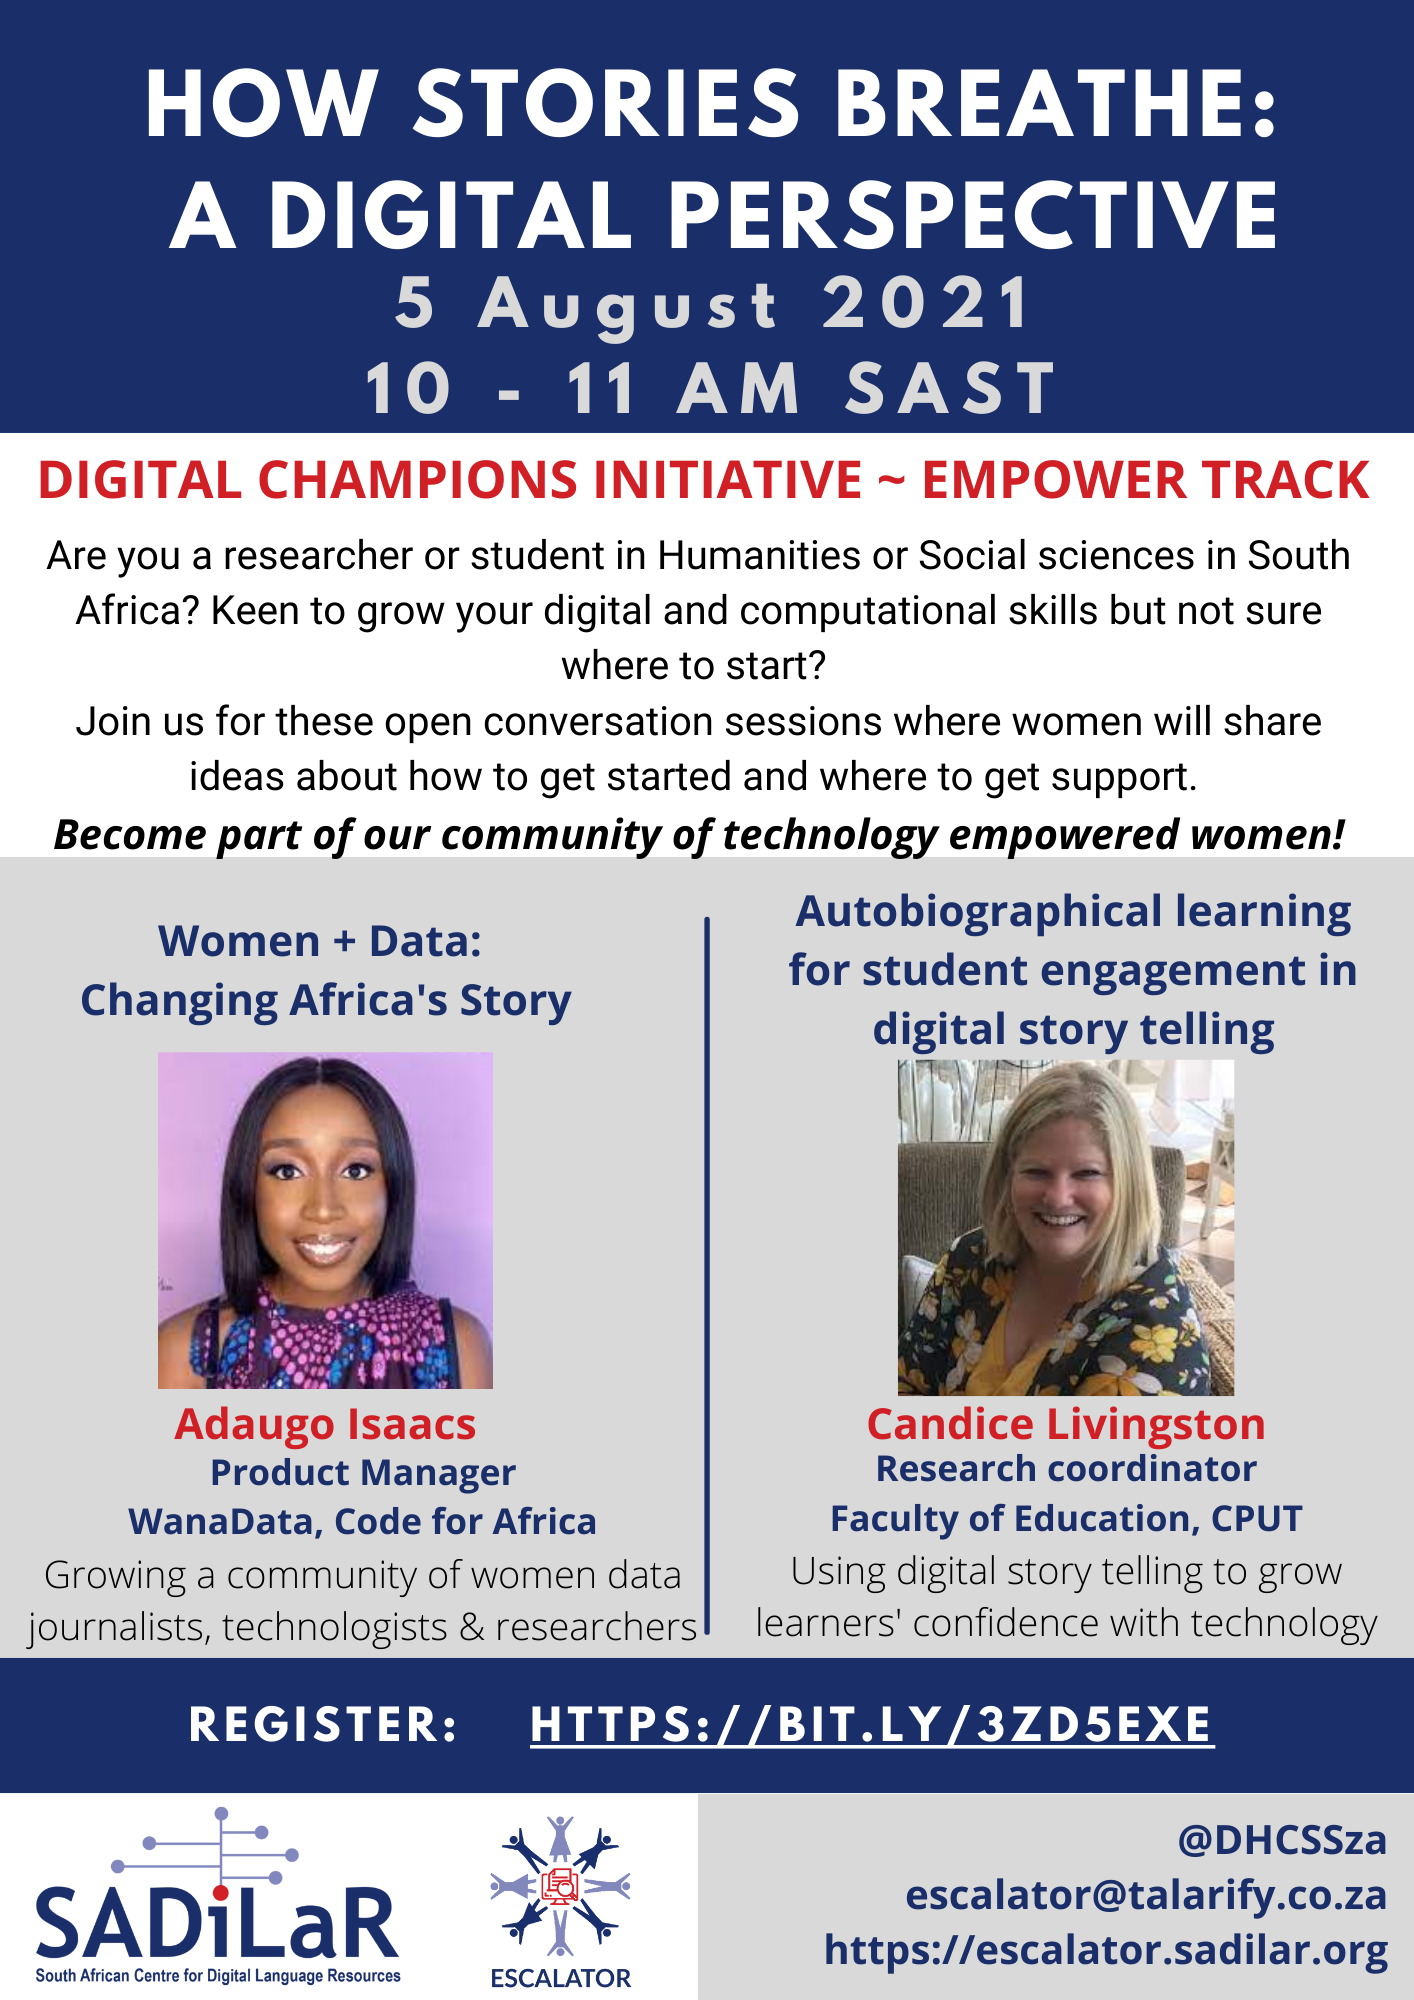 HOW STORIES BREATHE:
A DIGITAL PERSPECTIVE
5 August 2021
10 - 11 AM SAST
DIGITAL CHAMPIONS INITIATIVE ~ EMPOWER TRACK
Are you a researcher or student in Humanities or Social sciences in South
Africa? Keen to grow your digital and computational skills but not sure
where to start?
Join us for these open conversation sessions where women will share
ideas about how to get started and where to get support.
Become part of our community of technology empowered women!
Women + Data:
Changing Africa's Story
Adaugo Isaacs
Product Manager
WanaData, Code for Africa
Growing a community of women data
journalists, technologists & researchers
Autobiographical learning
for student engagement in
digital story telling
Candice Livingston
Research coordinator
Faculty of Education, CPUT
Using digital story telling to grow
learners' confidence with technology
REGISTER: HTTPS://BIT.LY/3ZD5EXE
SADiLaR
South African Centre for Digital Language Resources
ESCALATOR
@DHCSSza
escalator@talarify.co.za
https://escalator.sadilar.org